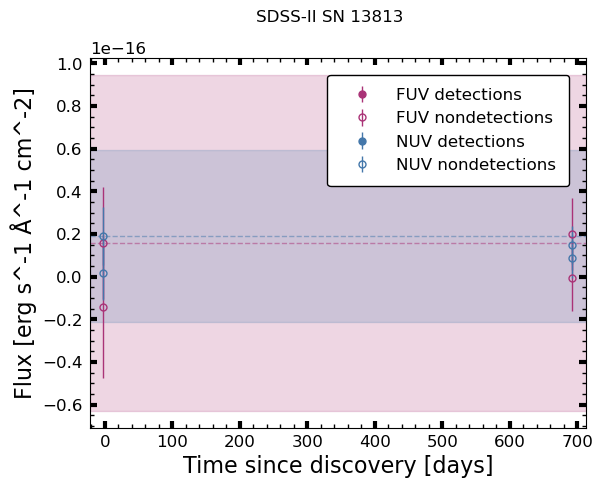 SDSS-II SN 13813
1e−16
1.0
0.8
0.6
0.4
0.2
0.0
−0.2
−0.4
−0.6
Flux [erg s^-1 Å^-1 cm^-2]
FUV detections
FUV nondetections
NUV detections
NUV nondetections
0 100 200 300 400 500 600 700
Time since discovery [days]